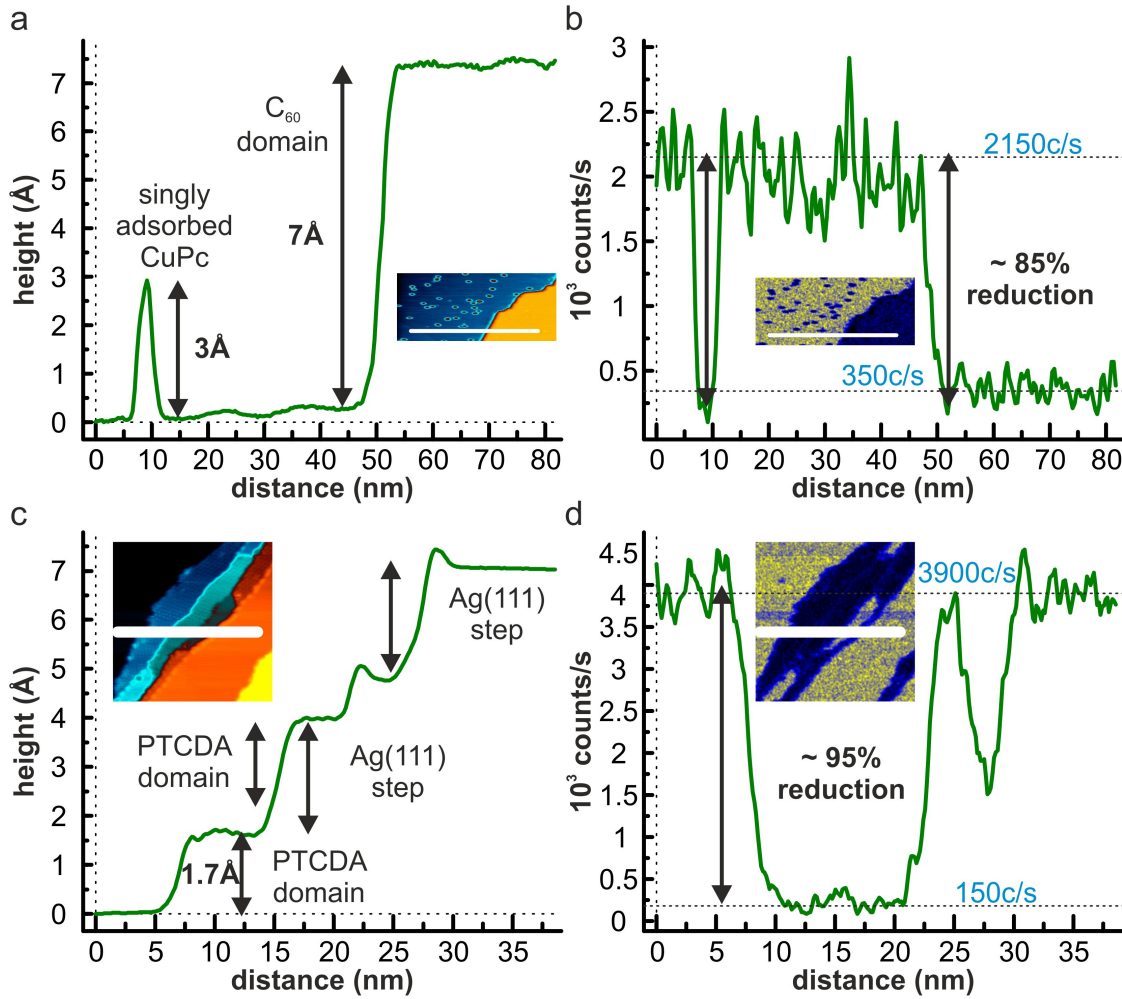 a
height (Å)
7
6
5
4
3
2
1
0
singly
adsorbed
CuPc
3Å
C₆₀
domain
7Å
0 10 20 30 40 50 60 70 80
distance (nm)
b
10³ counts/s
3
2.5
2
1.5
1
0.5
2150c/s
~ 85%
reduction
350c/s
0 10 20 30 40 50 60 70 80
distance (nm)
c
height (Å)
7
6
5
4
3
2
1
0
Ag(111)
step
PTCDA
domain
Ag(111)
step
1.7Å
PTCDA
domain
0 5 10 15 20 25 30 35
distance (nm)
d
10³ counts/s
4.5
4
3.5
3
2.5
2
1.5
1
0.5
0
3900c/s
~ 95%
reduction
150c/s
0 5 10 15 20 25 30 35
distance (nm)